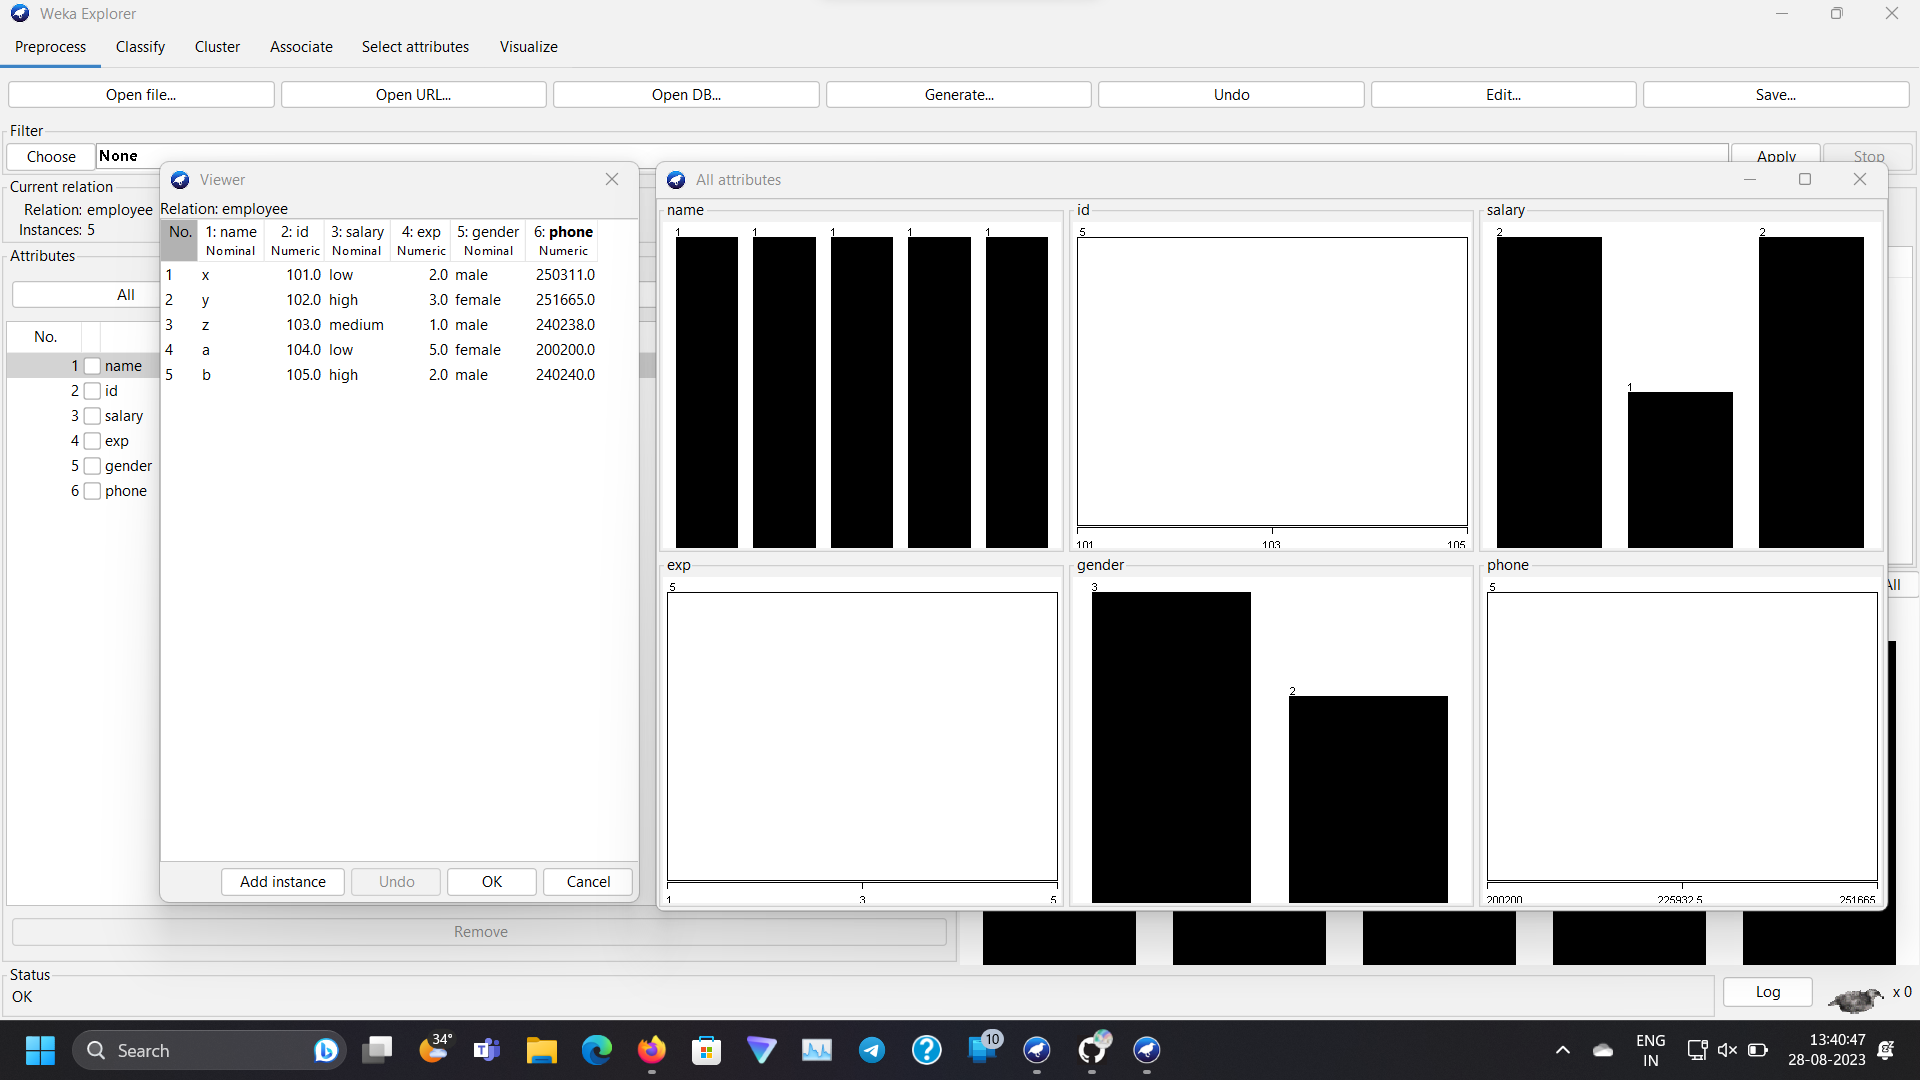 Weka Explorer
Preprocess Classify Cluster Associate Select attributes Visualize
Open file... Open URL... Open DB... Generate... Undo Edit... Save...
Filter
Choose None Apply Stop
Current relation
Relation: employee
Instances: 5
Attributes
All
No.
1 name
2 id
3 salary
4 exp
5 gender
6 phone
Remove
Viewer
Relation: employee
No. 1: name 2: id 3: salary 4: exp 5: gender 6: phone
Nominal Numeric Nominal Numeric Nominal Numeric
1 x 101.0 low 2.0 male 250311.0
2 y 102.0 high 3.0 female 251665.0
3 z 103.0 medium 1.0 male 240238.0
4 a 104.0 low 5.0 female 200200.0
5 b 105.0 high 2.0 male 240240.0
Add instance Undo OK Cancel
All attributes
name id salary
1 1 1 1 1 5 2 1 2
101 103 105
exp gender phone
5 3 2 5
1 3 5 200200 225932.5 251665
All
Status
OK
Log x 0
Search 34° 10 ENG 13:40:47
IN 28-08-2023